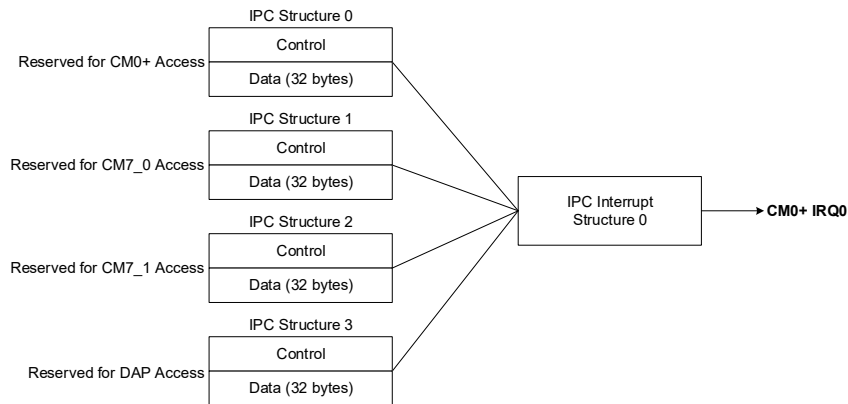 IPC Structure 0
Control
Reserved for CM0+ Access
Data (32 bytes)
IPC Structure 1
Control
Reserved for CM7_0 Access
Data (32 bytes)
IPC Interrupt
Structure 0
CM0+ IRQ0
IPC Structure 2
Control
Reserved for CM7_1 Access
Data (32 bytes)
IPC Structure 3
Control
Reserved for DAP Access
Data (32 bytes)